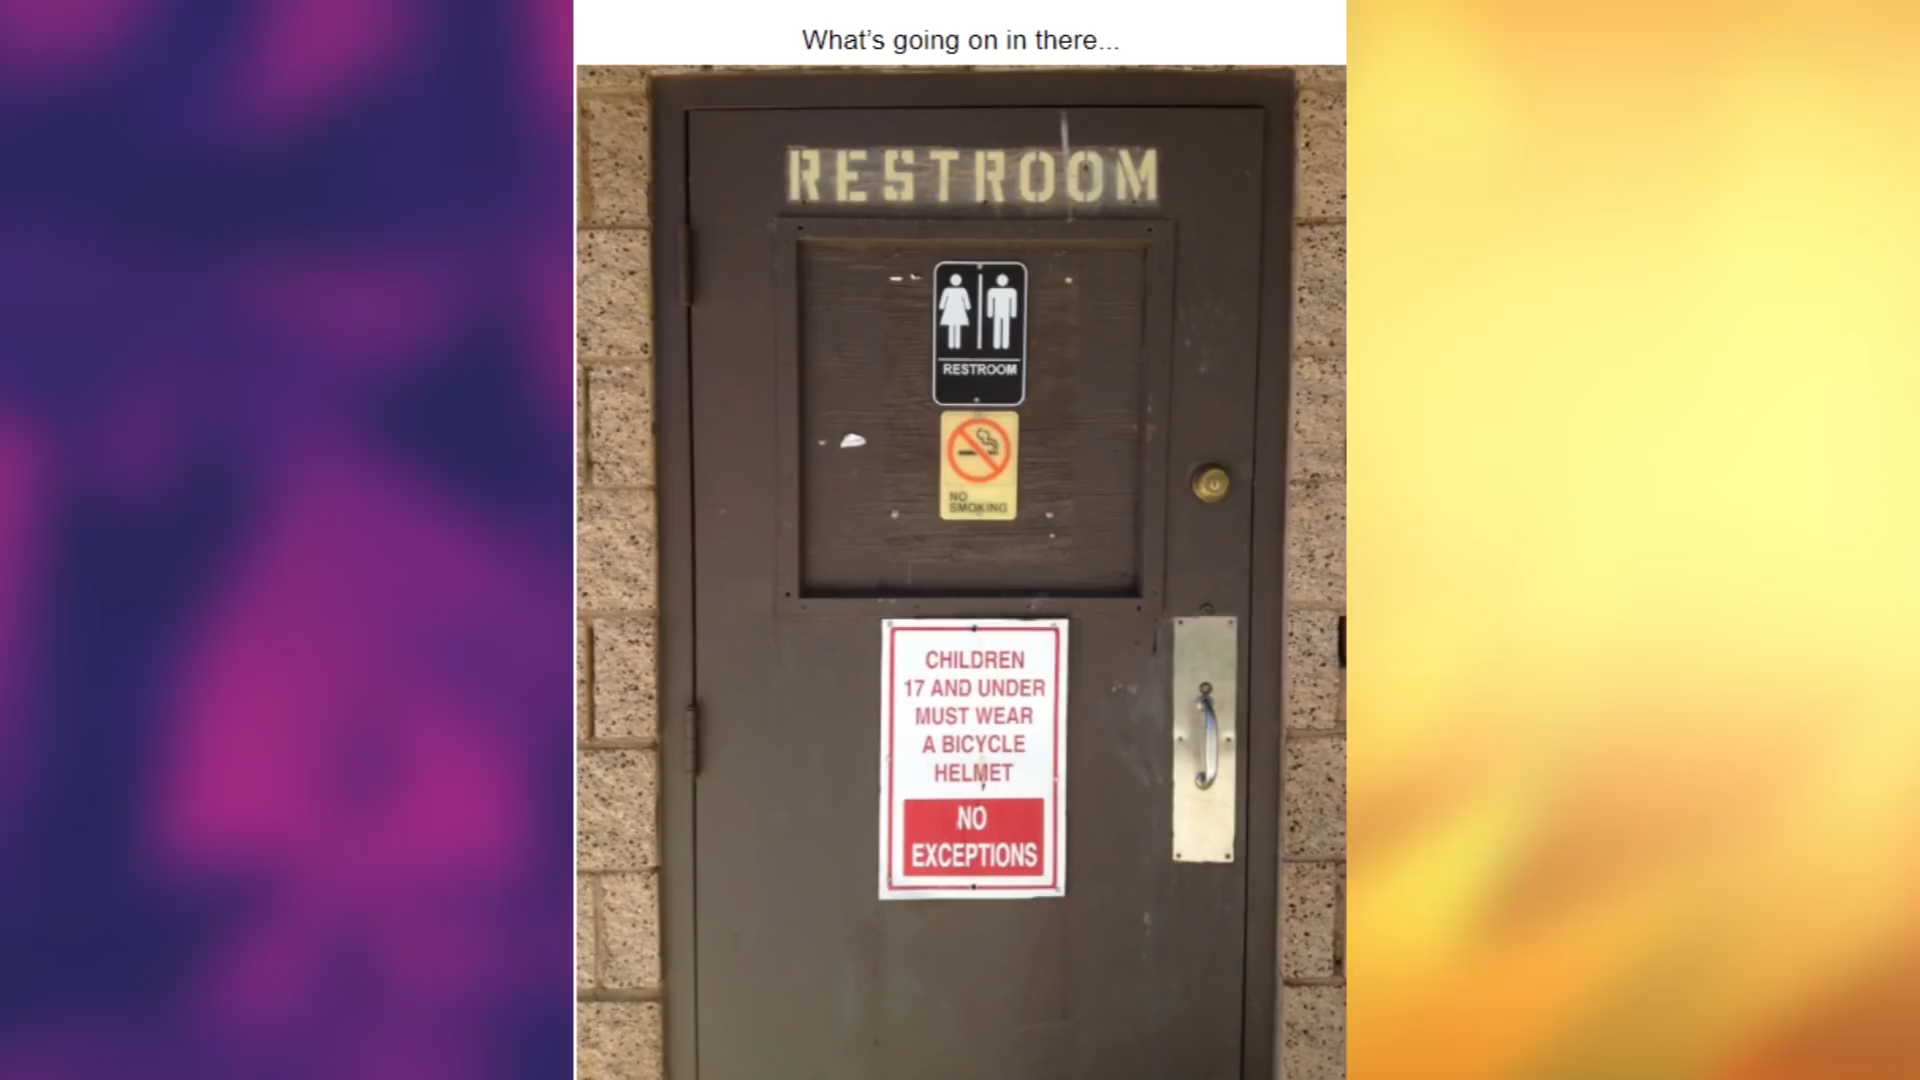 What's going on in there...
RESTROOM
RESTROOM
NO
SMOKING
CHILDREN
17 AND UNDER
MUST WEAR
A BICYCLE
HELMET
NO
EXCEPTIONS